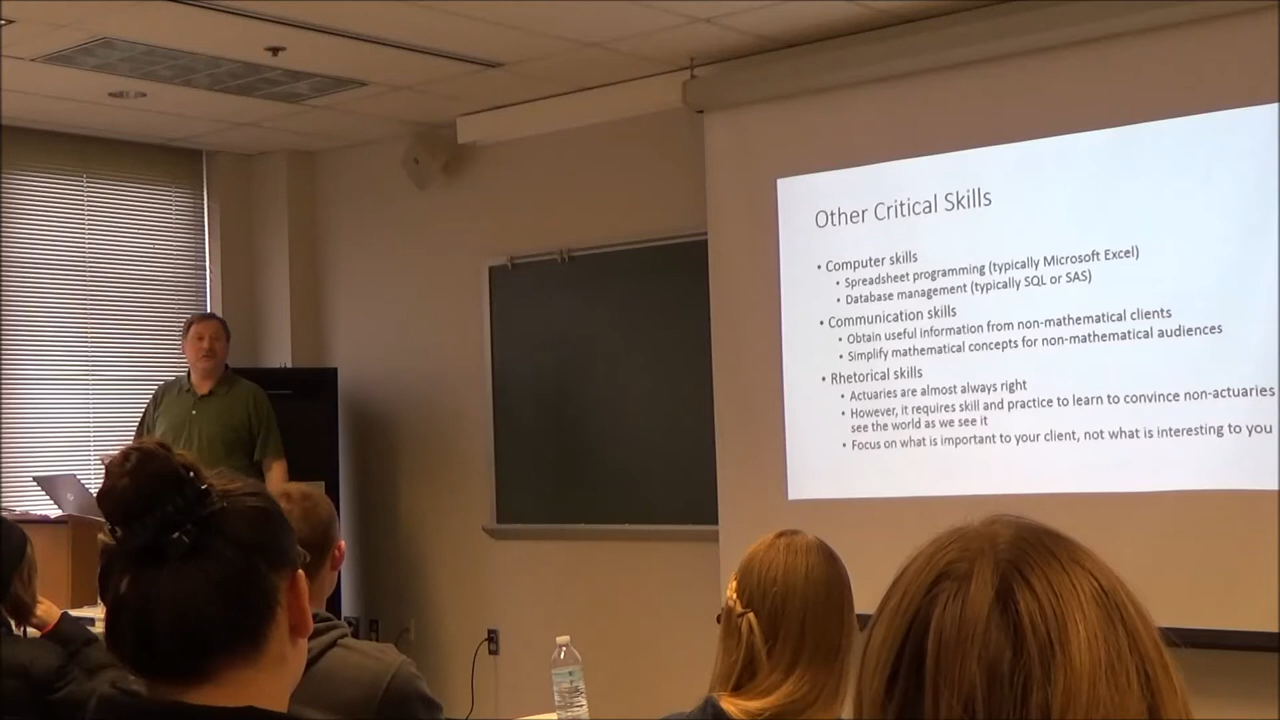 Other Critical Skills
• Computer skills
• Spreadsheet programming (typically Microsoft Excel)
• Database management (typically SQL or SAS)
• Communication skills
• Obtain useful information from non-mathematical clients
• Simplify mathematical concepts for non-mathematical audiences
• Rhetorical skills
• Actuaries are almost always right
• However, it requires skill and practice to learn to convince non-actuaries
see the world as we see it
• Focus on what is important to your client, not what is interesting to you